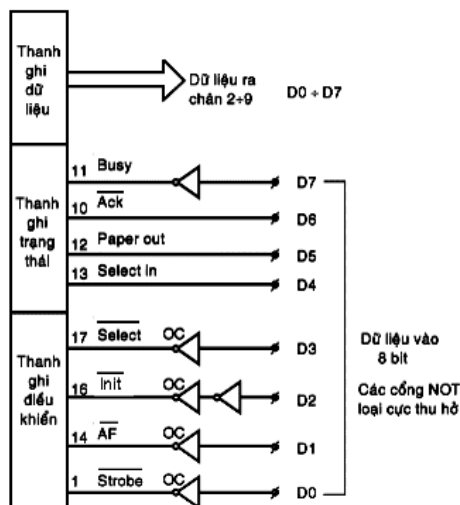 Thanh
ghi
dữ
liệu
Dữ liệu ra
chân 2÷9
D0 ÷ D7
Thanh
ghi
trạng
thái
11 Busy
D7
10 Ack
D6
12 Paper out
D5
13 Select in
D4
Thanh
ghi
điều
khiển
17 Select OC
D3
16 Init OC
D2
14 AF OC
D1
1 Strobe OC
D0
Dữ liệu vào
8 bit
Các cổng NOT
loại cực thu hở